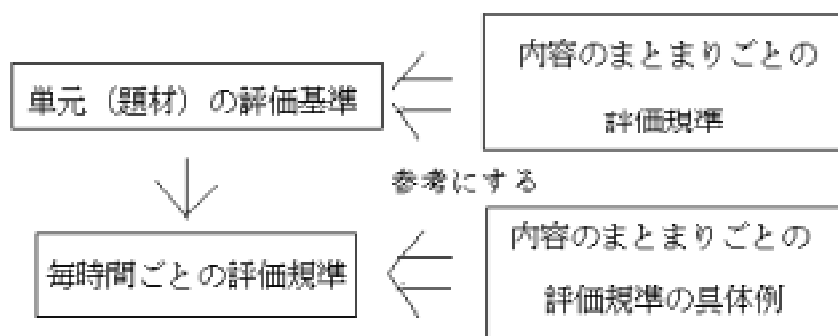 内容のまとまりごとの
評価規準
単元（題材）の評価基準
参考にする
毎時間ごとの評価規準
内容のまとまりごとの
評価規準の具体例